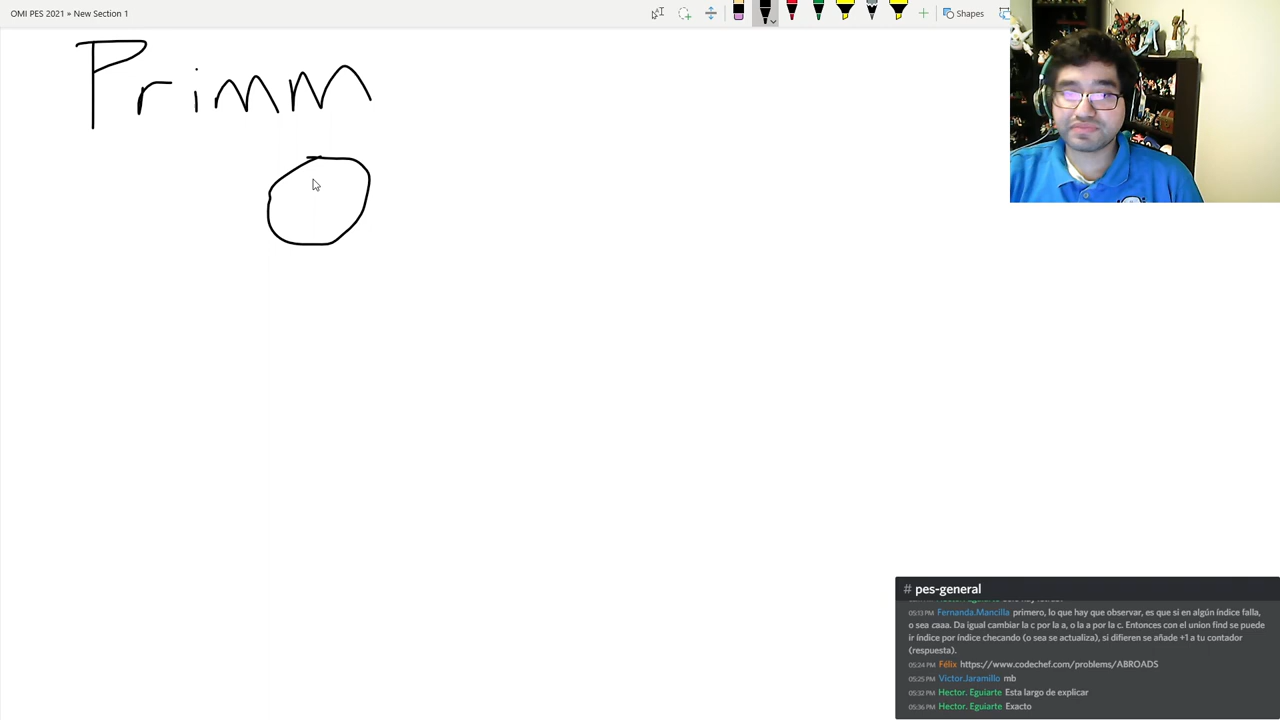 OMI PES 2021 » New Section 1
Shapes
Primm
# pes-general
05:13 PM Fernanda.Mancilla primero, lo que hay que observar, es que si en algún índice falla,
o sea caaa. Da igual cambiar la c por la a, o la a por la c. Entonces con el union find se puede
ir índice por índice checando (o sea se actualiza), si difieren se añade +1 a tu contador
(respuesta).
05:24 PM Félix https://www.codechef.com/problems/ABROADS
05:25 PM Victor.Jaramillo mb
05:32 PM Hector. Eguiarte Esta largo de explicar
05:36 PM Hector. Eguiarte Exacto